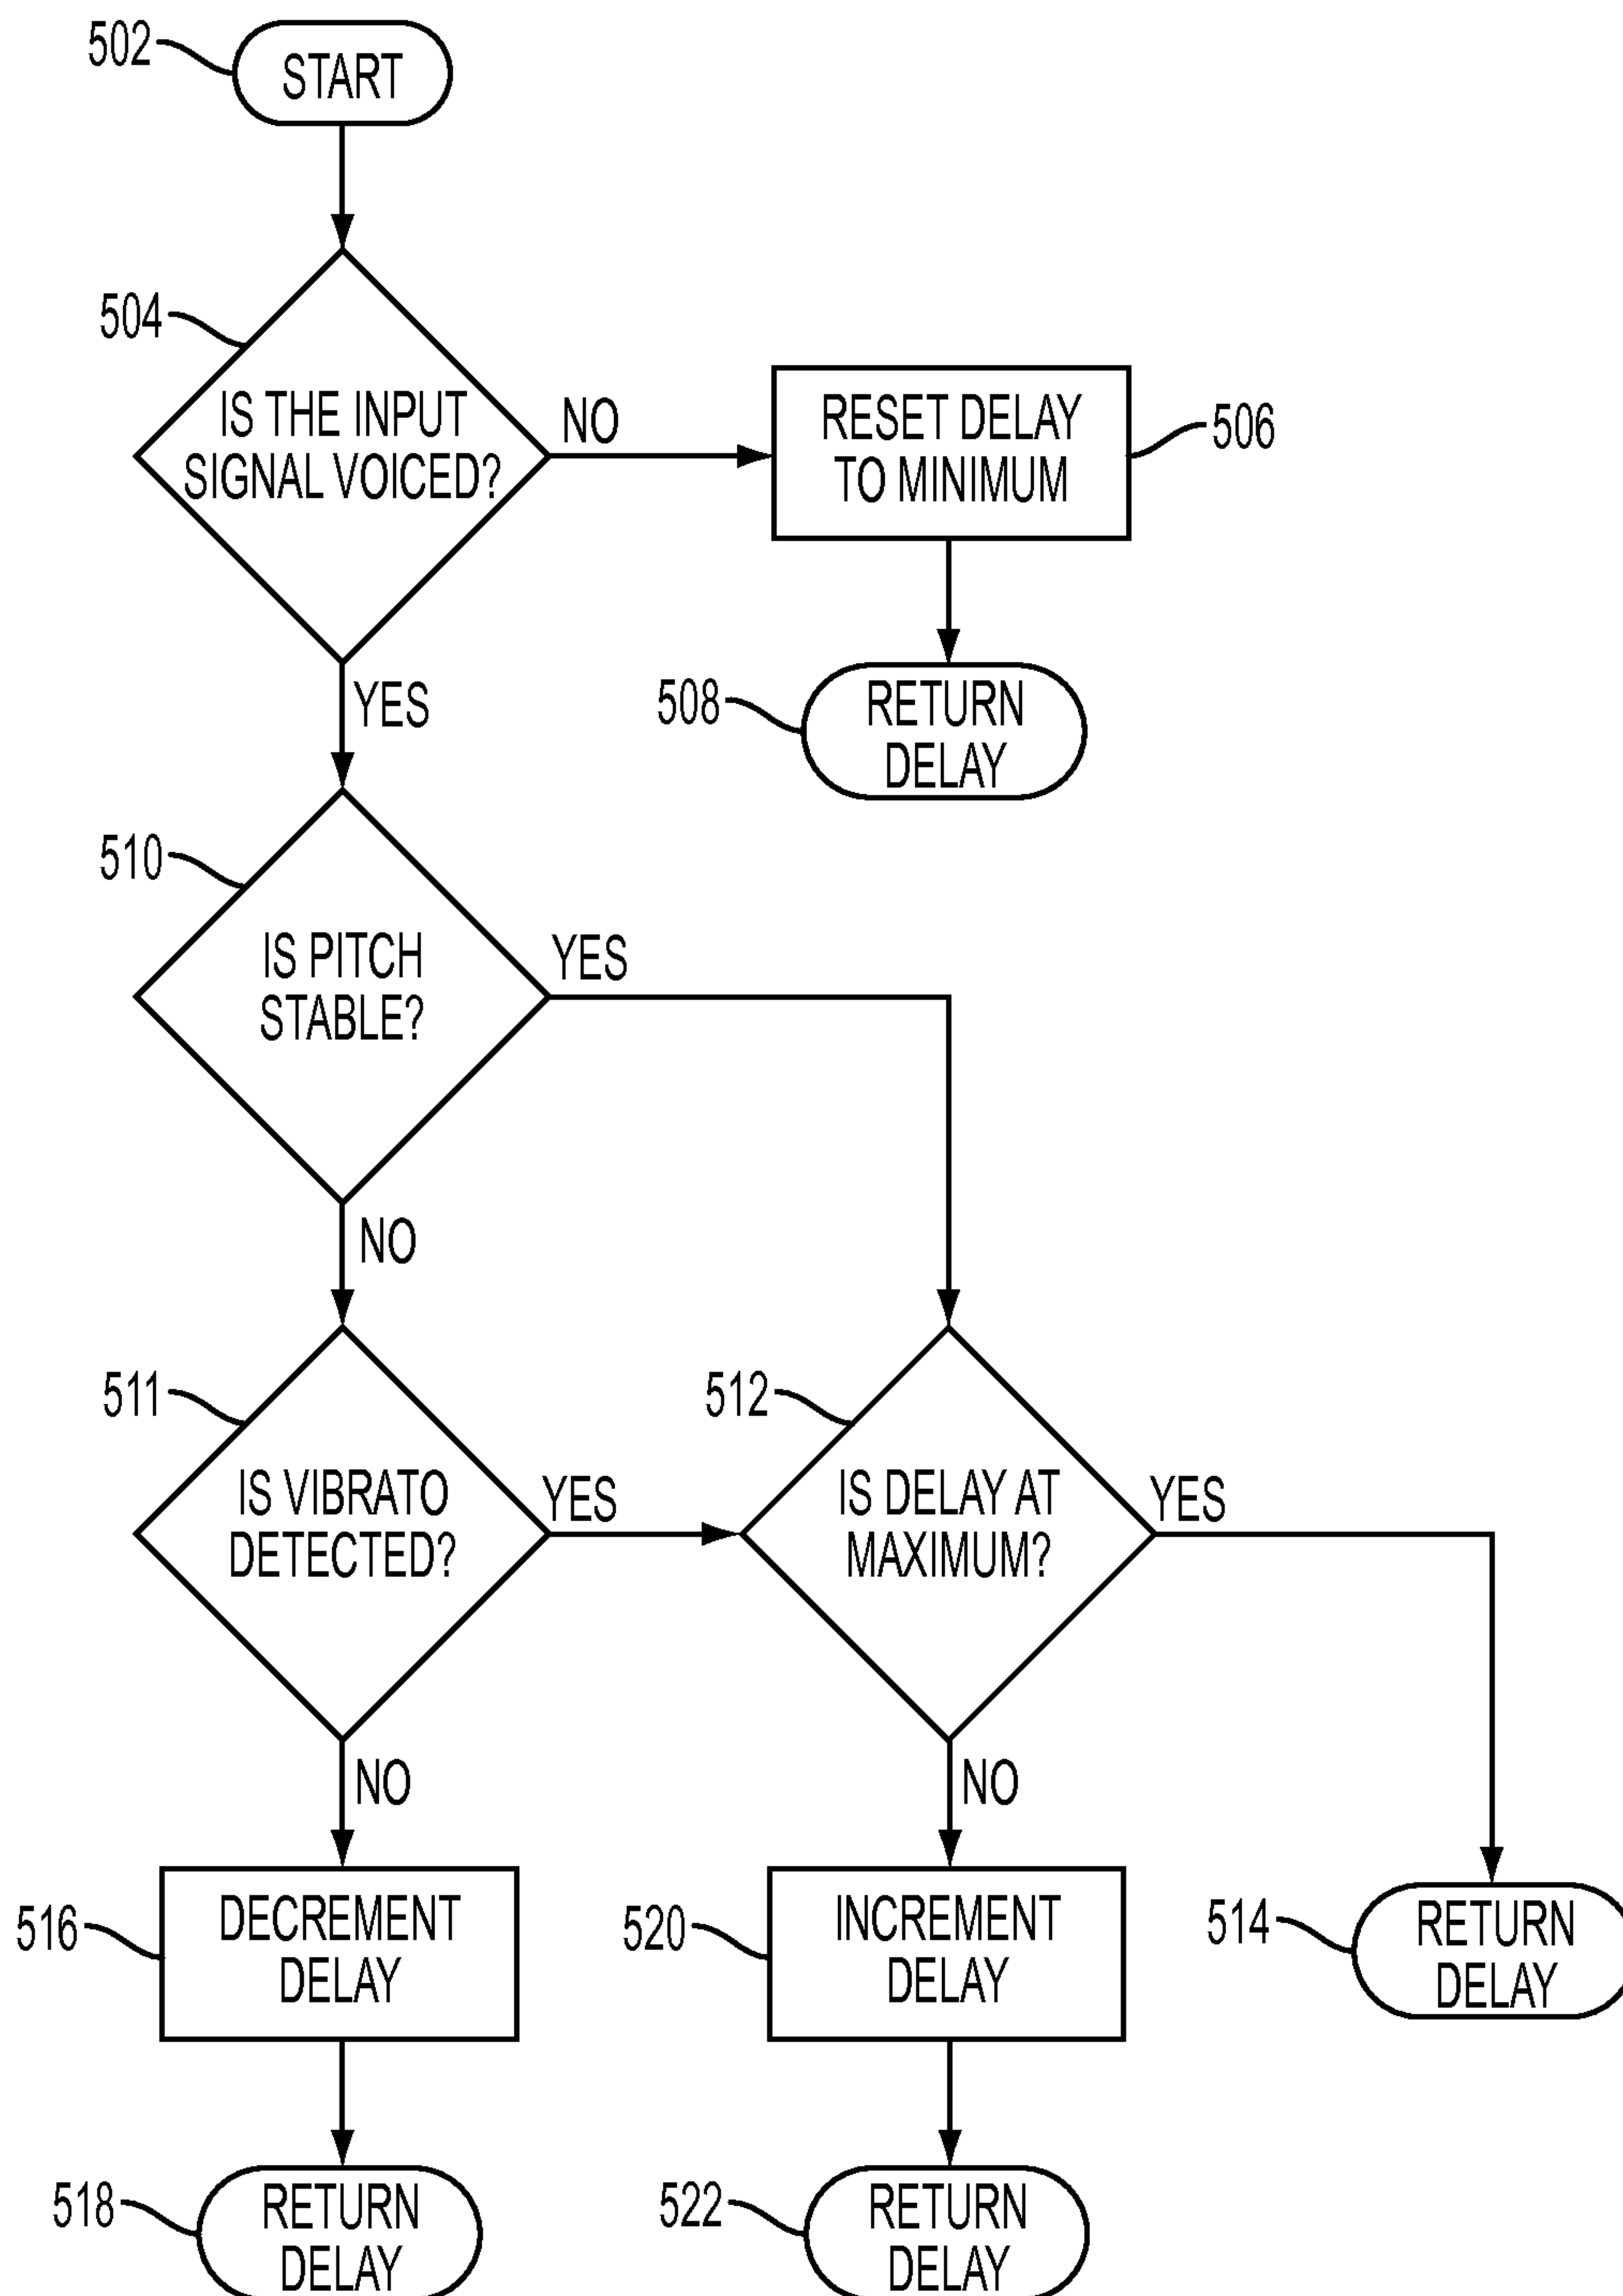 502
START
504
IS THE INPUT
SIGNAL VOICED?
NO
RESET DELAY
TO MINIMUM
506
YES
508
RETURN
DELAY
510
IS PITCH
STABLE?
YES
NO
511
IS VIBRATO
DETECTED?
YES
512
IS DELAY AT
MAXIMUM?
YES
NO
NO
516
DECREMENT
DELAY
520
INCREMENT
DELAY
514
RETURN
DELAY
518
RETURN
DELAY
522
RETURN
DELAY